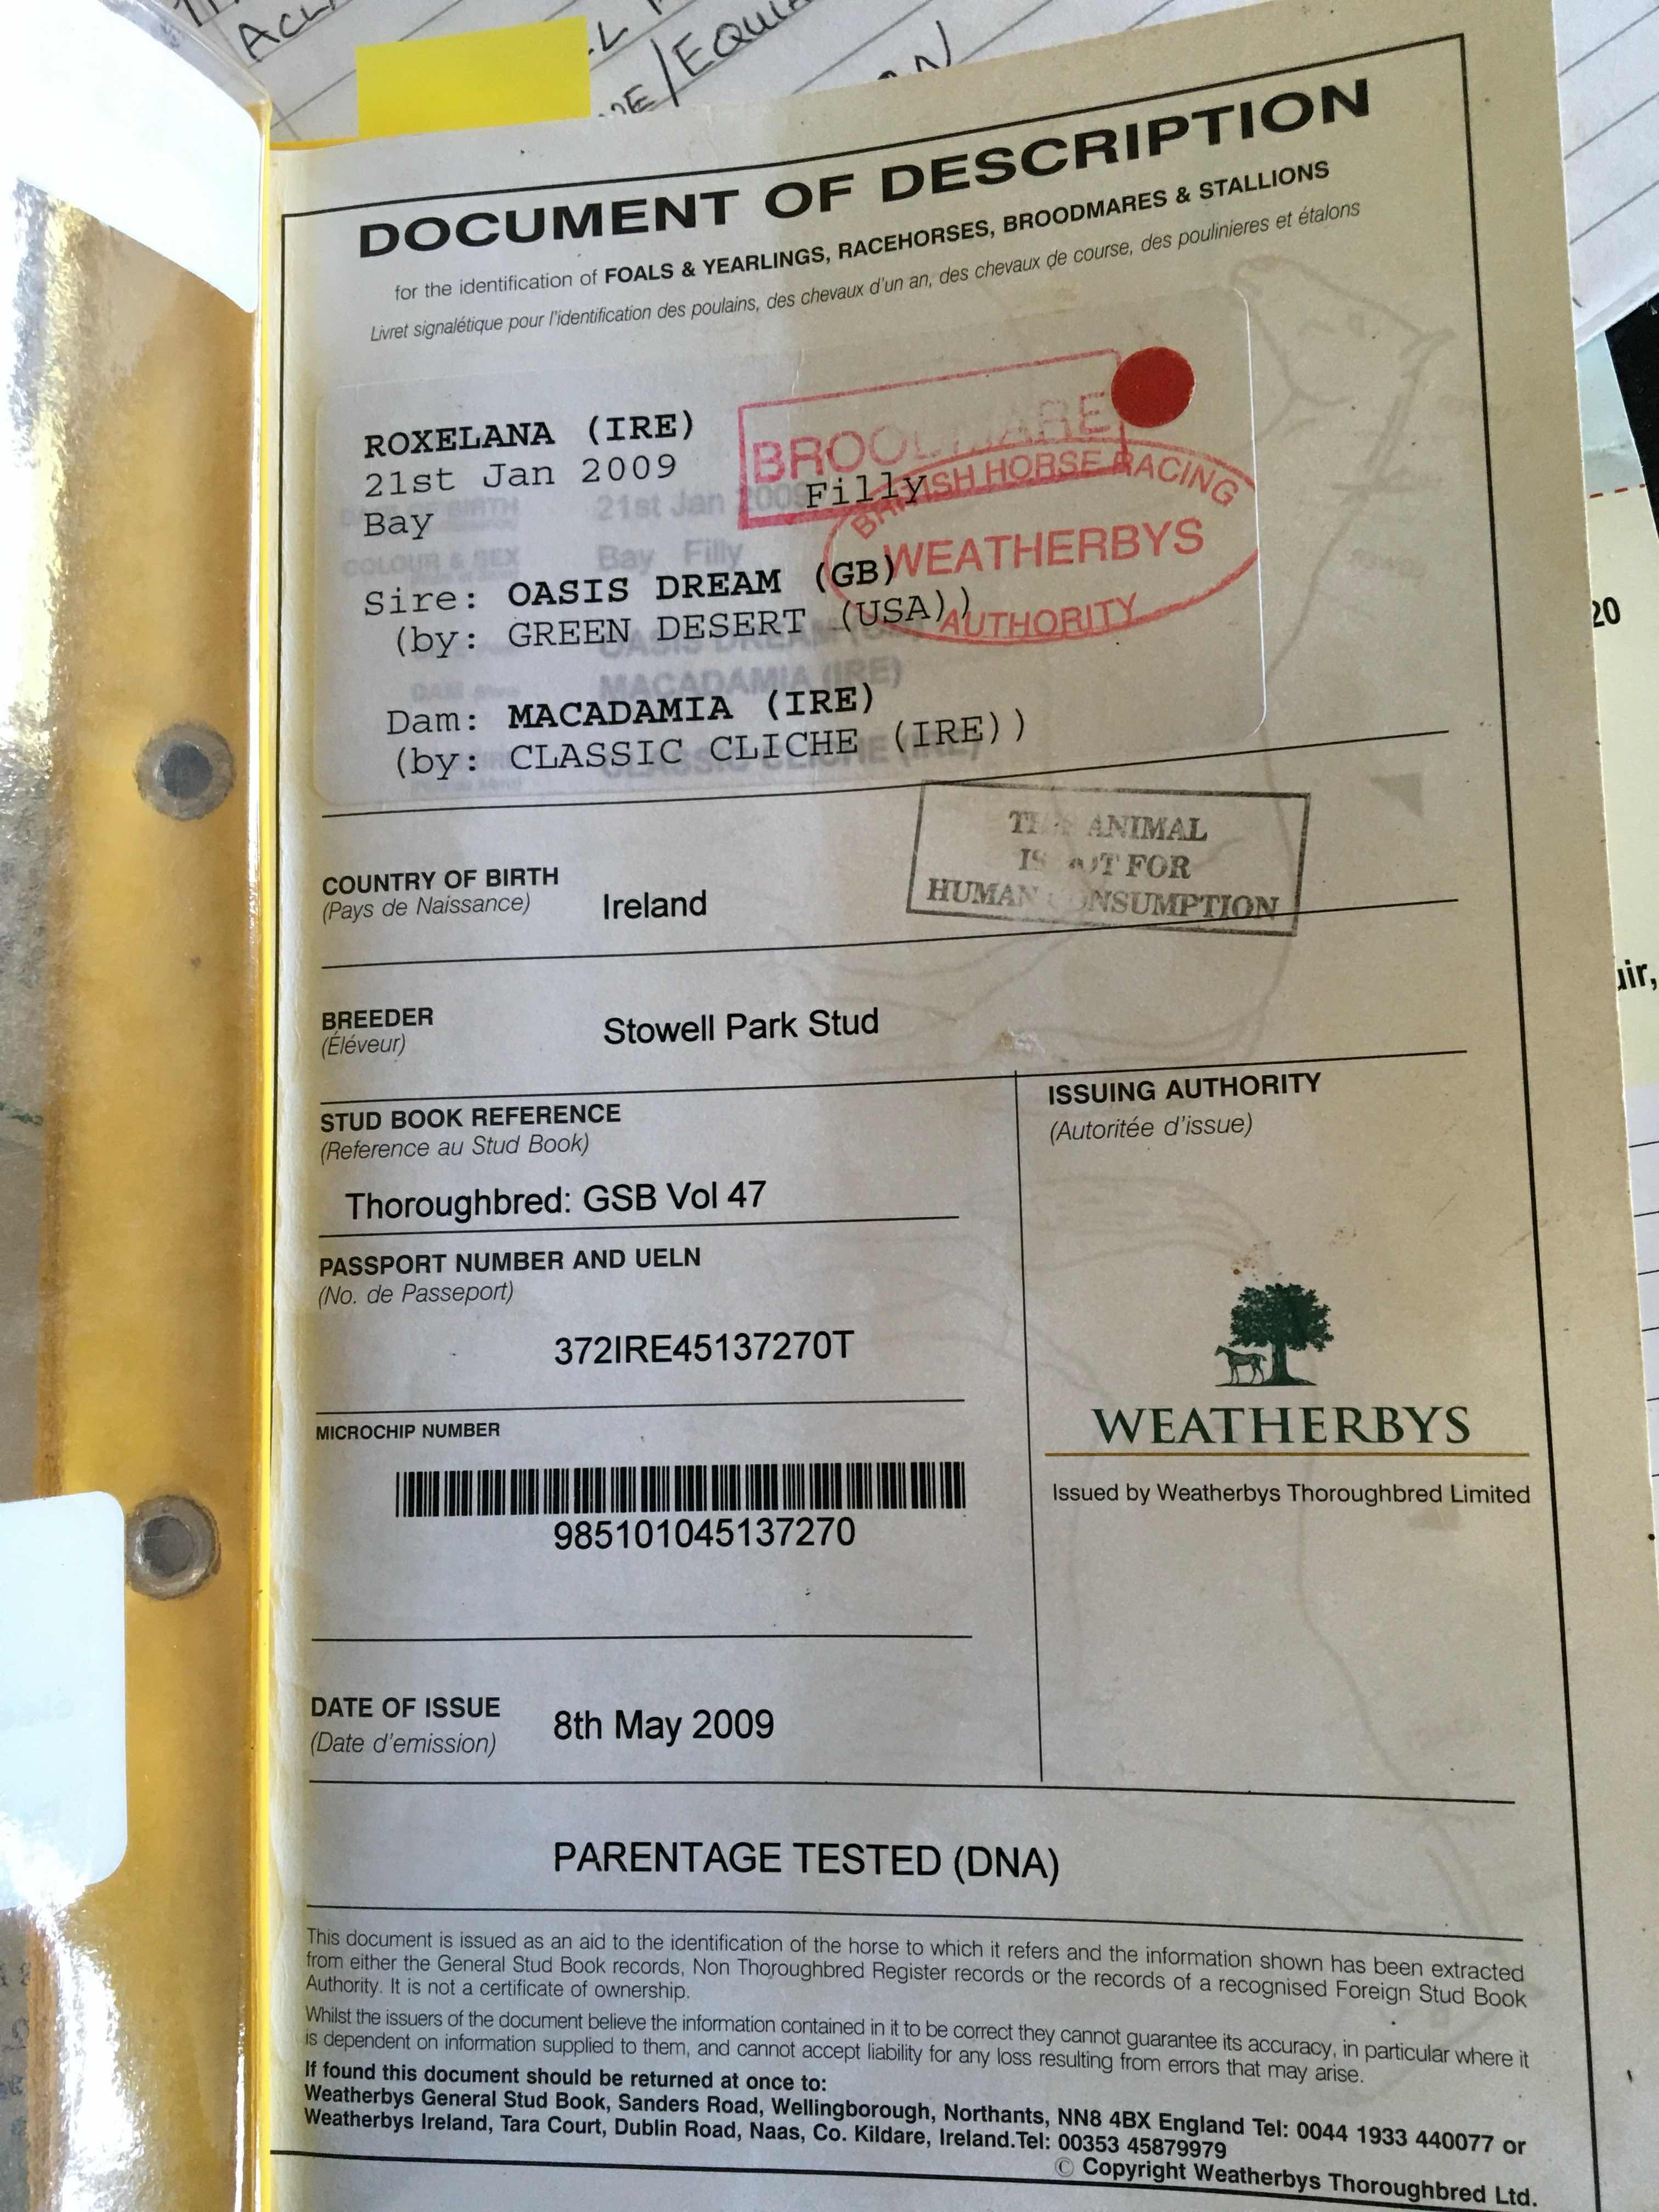 DOCUMENT OF DESCRIPTION
for the identification of FOALS & YEARLINGS, RACEHORSES, BROODMARES & STALLIONS
Livret signalétique pour l'identification des poulains, des chevaux d'un an, des chevaux de course, des poulinieres et étalons
ROXELANA (IRE)
21st Jan 2009
Bay
Filly
BROODMARE
BRITISH HORSE RACING
WEATHERBYS
AUTHORITY
Sire: OASIS DREAM (GB)
(by: GREEN DESERT (USA))
Dam: MACADAMIA (IRE)
(by: CLASSIC CLICHE (IRE))
THIS ANIMAL
IS NOT FOR
HUMAN CONSUMPTION
COUNTRY OF BIRTH
(Pays de Naissance)
Ireland
BREEDER
(Éléveur)
Stowell Park Stud
STUD BOOK REFERENCE
(Reference au Stud Book)
Thoroughbred: GSB Vol 47
PASSPORT NUMBER AND UELN
(No. de Passeport)
372IRE45137270T
MICROCHIP NUMBER
985101045137270
ISSUING AUTHORITY
(Autoritée d'issue)
WEATHERBYS
Issued by Weatherbys Thoroughbred Limited
DATE OF ISSUE
(Date d'emission)
8th May 2009
PARENTAGE TESTED (DNA)
This document is issued as an aid to the identification of the horse to which it refers and the information shown has been extracted
from either the General Stud Book records, Non Thoroughbred Register records or the records of a recognised Foreign Stud Book
Authority. It is not a certificate of ownership.
Whilst the issuers of the document believe the information contained in it to be correct they cannot guarantee its accuracy, in particular where it
is dependent on information supplied to them, and cannot accept liability for any loss resulting from errors that may arise.
If found this document should be returned at once to:
Weatherbys General Stud Book, Sanders Road, Wellingborough, Northants, NN8 4BX England Tel: 0044 1933 440077 or
Weatherbys Ireland, Tara Court, Dublin Road, Naas, Co. Kildare, Ireland.Tel: 00353 45879979
© Copyright Weatherbys Thoroughbred Ltd.